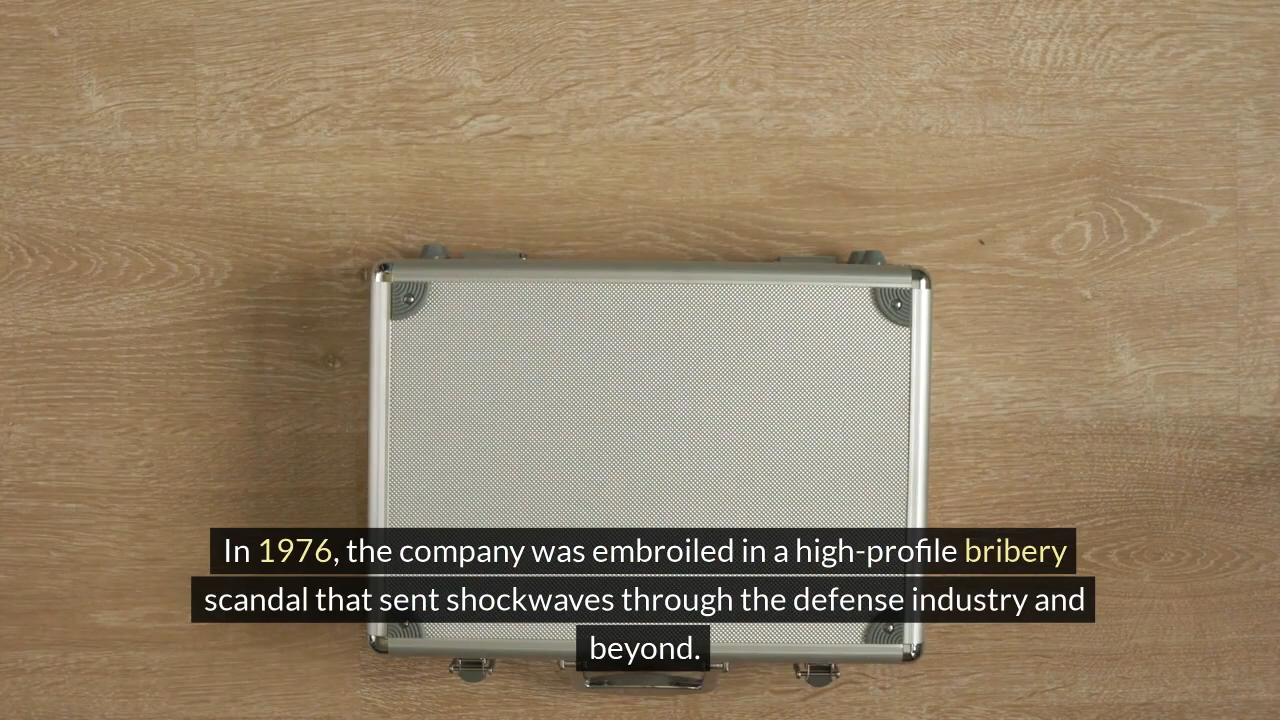 In 1976, the company was embroiled in a high-profile bribery
scandal that sent shockwaves through the defense industry and
beyond.